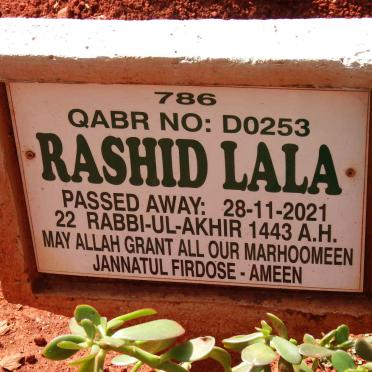 786
QABR NO: D0253
RASHID LALA
PASSED AWAY: 28-11-2021
22 RABBI-UL-AKHIR 1443 A.H.
MAY ALLAH GRANT ALL OUR MARHOOMEEN
JANNATUL FIRDOSE - AMEEN